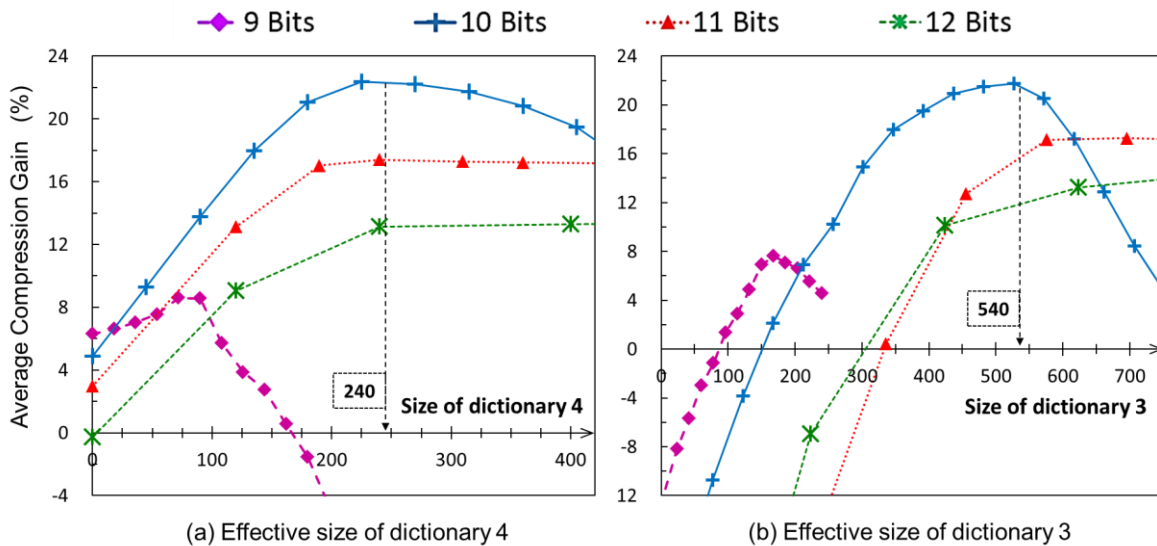 9 Bits 10 Bits 11 Bits 12 Bits
Average Compression Gain (%)
24
20
16
12
8
4
0
-4
0 100 200 300 400
240
Size of dictionary 4
(a) Effective size of dictionary 4
24
20
16
12
8
4
0
-4
-8
12
0 100 200 300 400 500 600 700
540
Size of dictionary 3
(b) Effective size of dictionary 3